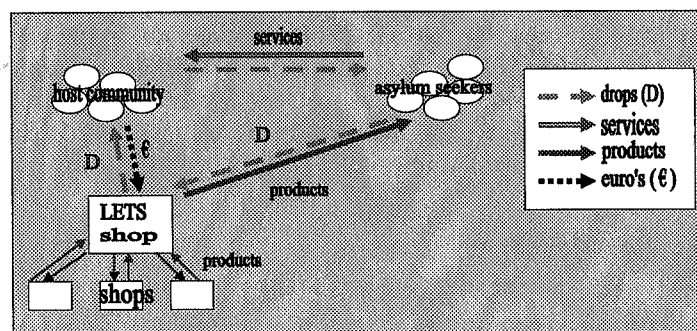 services
host community
asylum seekers
D
D
€
products
LETS
shop
products
shops
drops (D)
services
products
euro's (€)